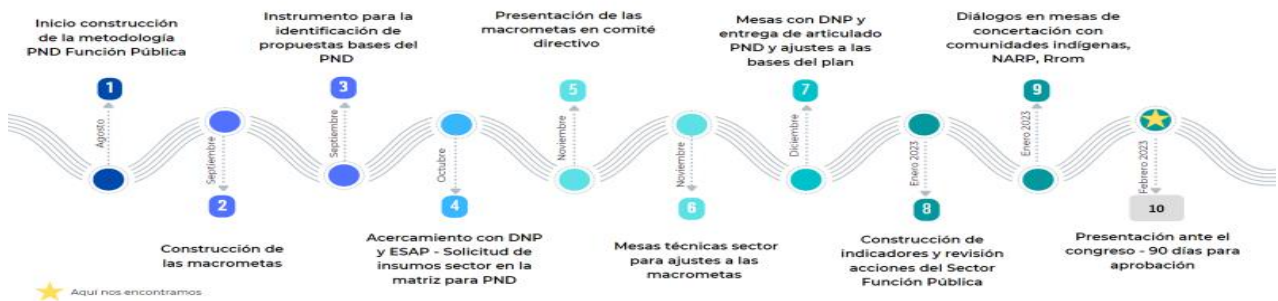 Inicio construcción
de la metodología
PND Función Pública
1
Agosto
Septiembre
2
Construcción de
las macrometas
Instrumento para la
identificación de
propuestas bases del
PND
3
Septiembre
Octubre
4
Acercamiento con DNP
y ESAP - Solicitud de
insumos sector en la
matriz para PND
Presentación de las
macrometas en comité
directivo
5
Noviembre
Noviembre
6
Mesas técnicas sector
para ajustes a las
macrometas
Mesas con DNP y
entrega de articulado
PND y ajustes a las
bases del plan
7
Diciembre
Enero 2023
8
Construcción de
indicadores y revisión
acciones del Sector
Función Pública
Diálogos en mesas de
concertación con
comunidades indígenas,
NARP, Rrom
9
Enero 2023
Febrero 2023
10
Presentación ante el
congreso - 90 días para
aprobación
Aquí nos encontramos